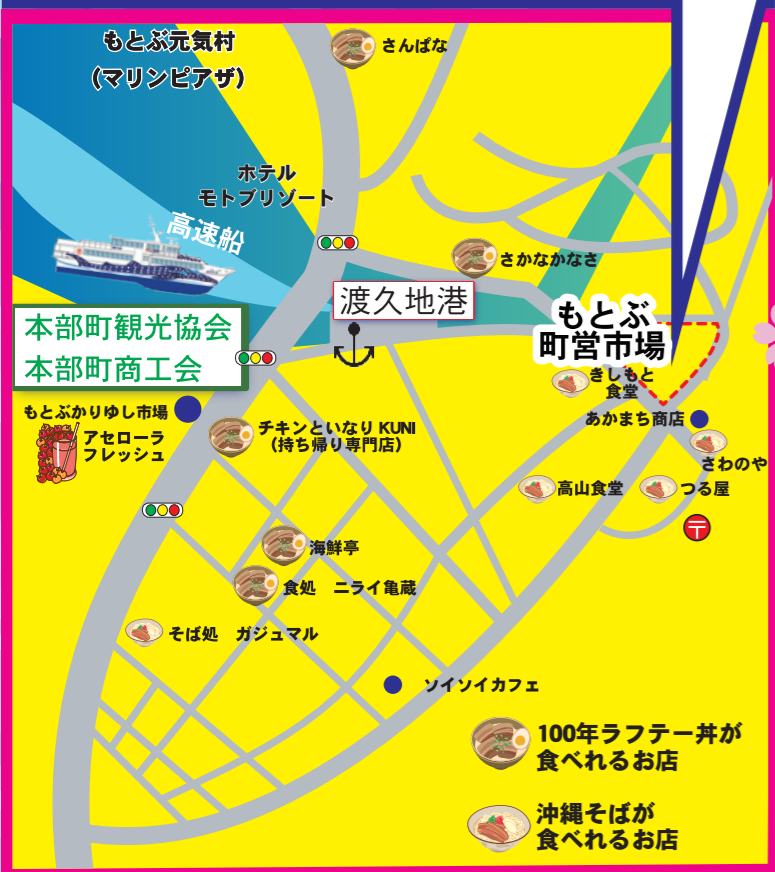 もとぶ元気村
（マリンピアザ）
さんぱな
ホテル
モトブリゾート
高速船
さかなかなさ
渡久地港
もとぶ
町営市場
本部町観光協会
本部町商工会
きしもと
食堂
もとぶかりゆし市場
アセローラ
フレッシュ
あかまち商店
チキンといなり KUNI
（持ち帰り専門店）
さわのや
高山食堂
つる屋
〒
海鮮亭
食処　ニライ亀蔵
そば処　ガジュマル
ソイソイカフェ
100年ラフテー丼が
食べれるお店
沖縄そばが
食べれるお店